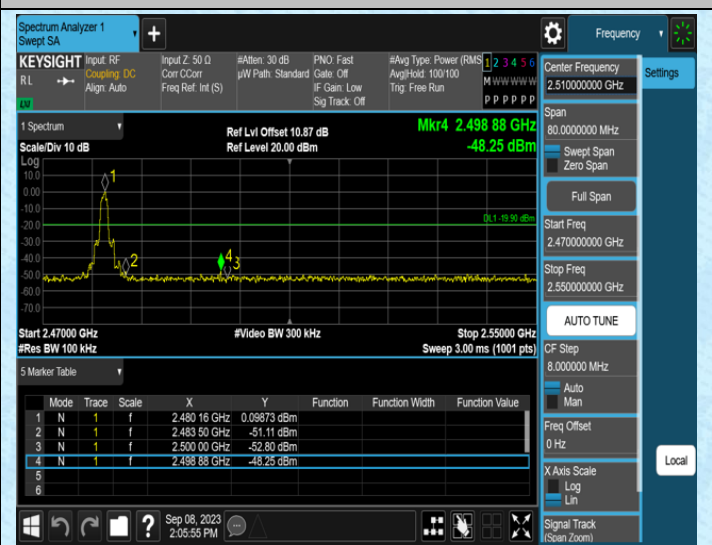 Spectrum Analyzer 1
Swept SA
+
Frequency
KEYSIGHT
RL
LXI
Input: RF
Coupling: DC
Align: Auto
Input Z: 50 Ω
Corr CCorr
Freq Ref: Int (S)
#Atten: 30 dB
µW Path: Standard
PNO: Fast
Gate: Off
IF Gain: Low
Sig Track: Off
#Avg Type: Power (RMS
Avg|Hold: 100/100
Trig: Free Run
1 2 3 4 5 6
M W W W W W
P P P P P P
1 Spectrum
Scale/Div 10 dB
Ref Lvl Offset 10.87 dB
Ref Level 20.00 dBm
Mkr4 2.498 88 GHz
-48.25 dBm
Log
10.0
0.00
-10.0
-20.0
-30.0
-40.0
-50.0
-60.0
-70.0
1
2
4
3
DL1 -19.90 dBm
Start 2.47000 GHz
#Res BW 100 kHz
#Video BW 300 kHz
Stop 2.55000 GHz
Sweep 3.00 ms (1001 pts)
5 Marker Table
Mode Trace Scale X Y Function Function Width Function Value
1 N 1 f 2.480 16 GHz 0.09873 dBm
2 N 1 f 2.483 50 GHz -51.11 dBm
3 N 1 f 2.500 00 GHz -52.80 dBm
4 N 1 f 2.498 88 GHz -48.25 dBm
5
6
Sep 08, 2023
2:05:55 PM
Center Frequency
2.510000000 GHz
Span
80.0000000 MHz
Swept Span
Zero Span
Full Span
Start Freq
2.470000000 GHz
Stop Freq
2.550000000 GHz
AUTO TUNE
CF Step
8.000000 MHz
Auto
Man
Freq Offset
0 Hz
X Axis Scale
Log
Lin
Signal Track
(Span Zoom)
Settings
Local